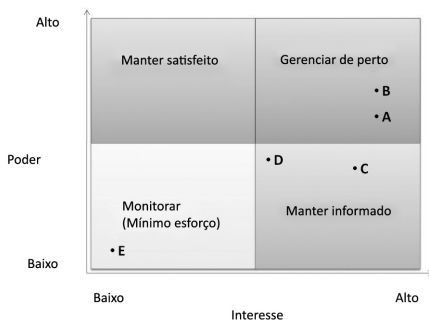 Alto
Manter satisfeito
Gerenciar de perto
• B
• A
Poder
• D
• C
Monitorar
(Mínimo esforço)
Manter informado
• E
Baixo
Baixo
Alto
Interesse